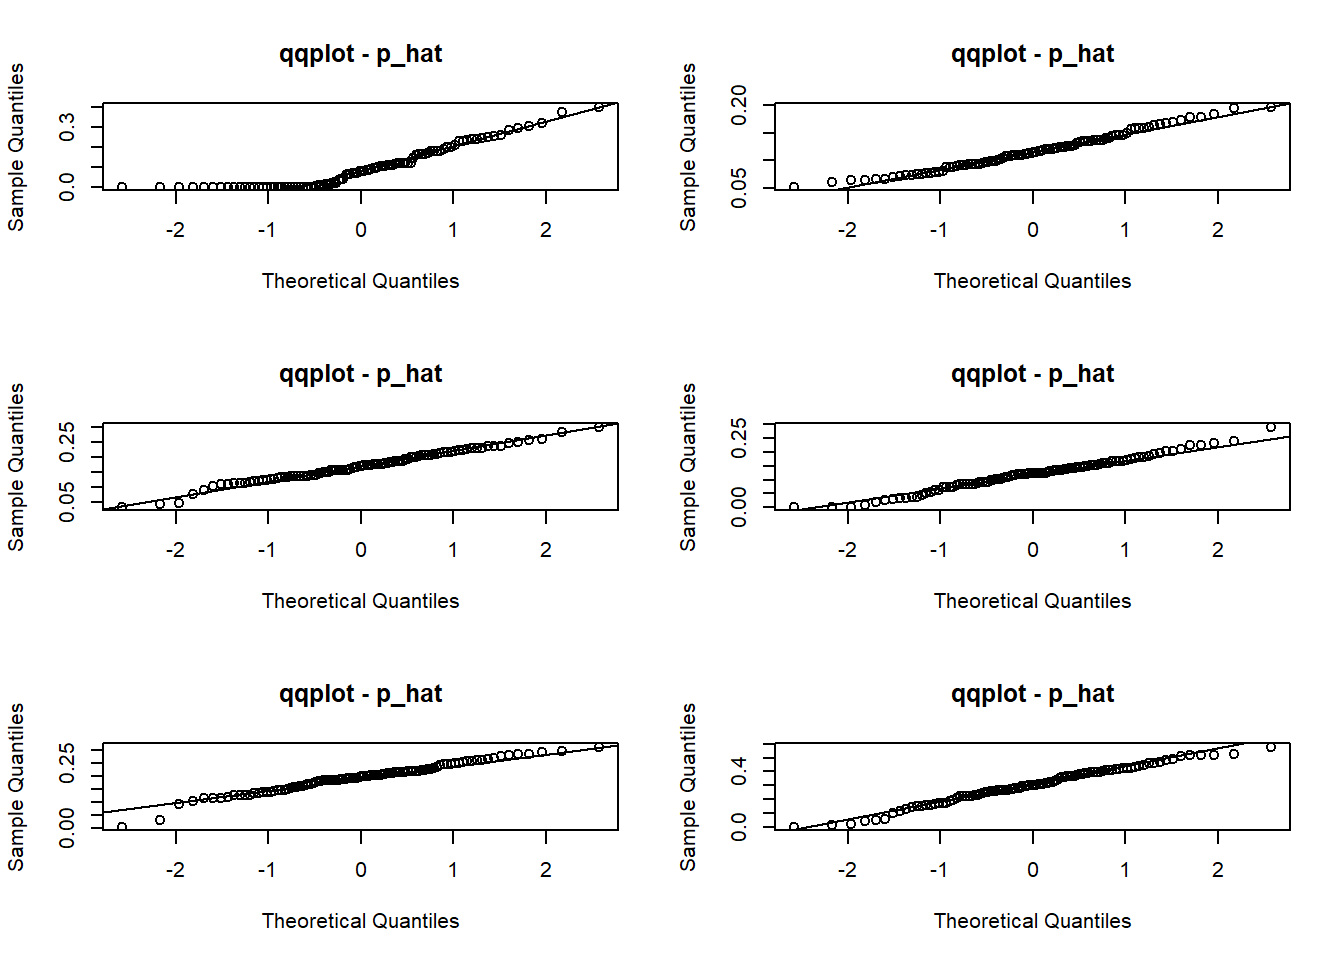 qqplot - p_hat
Sample Quantiles
0.3
0.0
-2 -1 0 1 2
Theoretical Quantiles
qqplot - p_hat
Sample Quantiles
0.20
0.05
-2 -1 0 1 2
Theoretical Quantiles
qqplot - p_hat
Sample Quantiles
0.25
0.05
-2 -1 0 1 2
Theoretical Quantiles
qqplot - p_hat
Sample Quantiles
0.25
0.00
-2 -1 0 1 2
Theoretical Quantiles
qqplot - p_hat
Sample Quantiles
0.25
0.00
-2 -1 0 1 2
Theoretical Quantiles
qqplot - p_hat
Sample Quantiles
0.4
0.0
-2 -1 0 1 2
Theoretical Quantiles